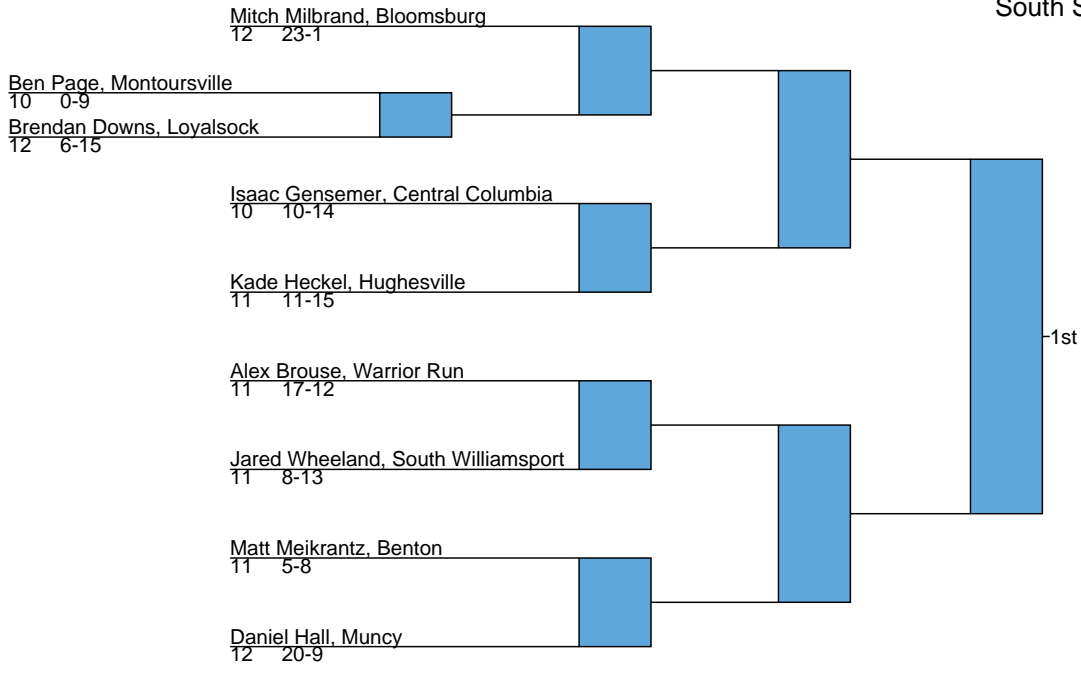 South S
Mitch Milbrand, Bloomsburg
12 23-1
Ben Page, Montoursville
10 0-9
Brendan Downs, Loyalsock
12 6-15
Isaac Gensemer, Central Columbia
10 10-14
Kade Heckel, Hughesville
11 11-15
1st
Alex Brouse, Warrior Run
11 17-12
Jared Wheeland, South Williamsport
11 8-13
Matt Meikrantz, Benton
11 5-8
Daniel Hall, Muncy
12 20-9